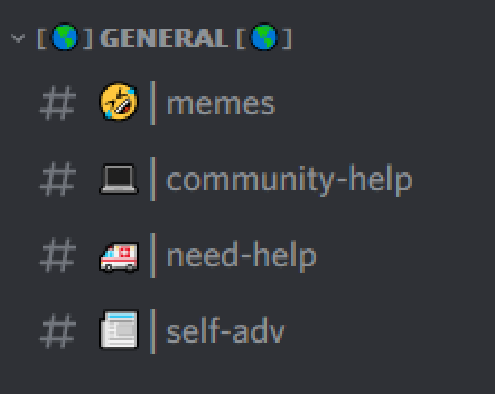 [🌎] GENERAL [🌎]
# 🤣│memes
# 💻│community-help
# 🚑│need-help
# 📰│self-adv